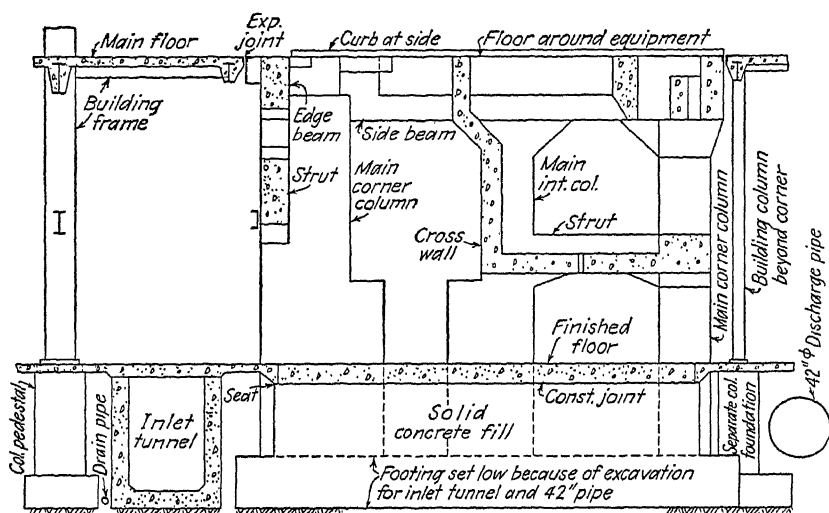 Main floor
Exp.
joint
Curb at side
Floor around equipment
Building
frame
Edge
beam
Side beam
Strut
Main
corner
column
Main
int. col.
Strut
Cross
wall
Main corner column
Building column
beyond corner
42"ϕ Discharge pipe
Finished
floor
Seat
Const. joint
Col. pedestal
Drain pipe
Inlet
tunnel
Solid
concrete fill
Separate col.
foundation
Footing set low because of excavation
for inlet tunnel and 42" pipe